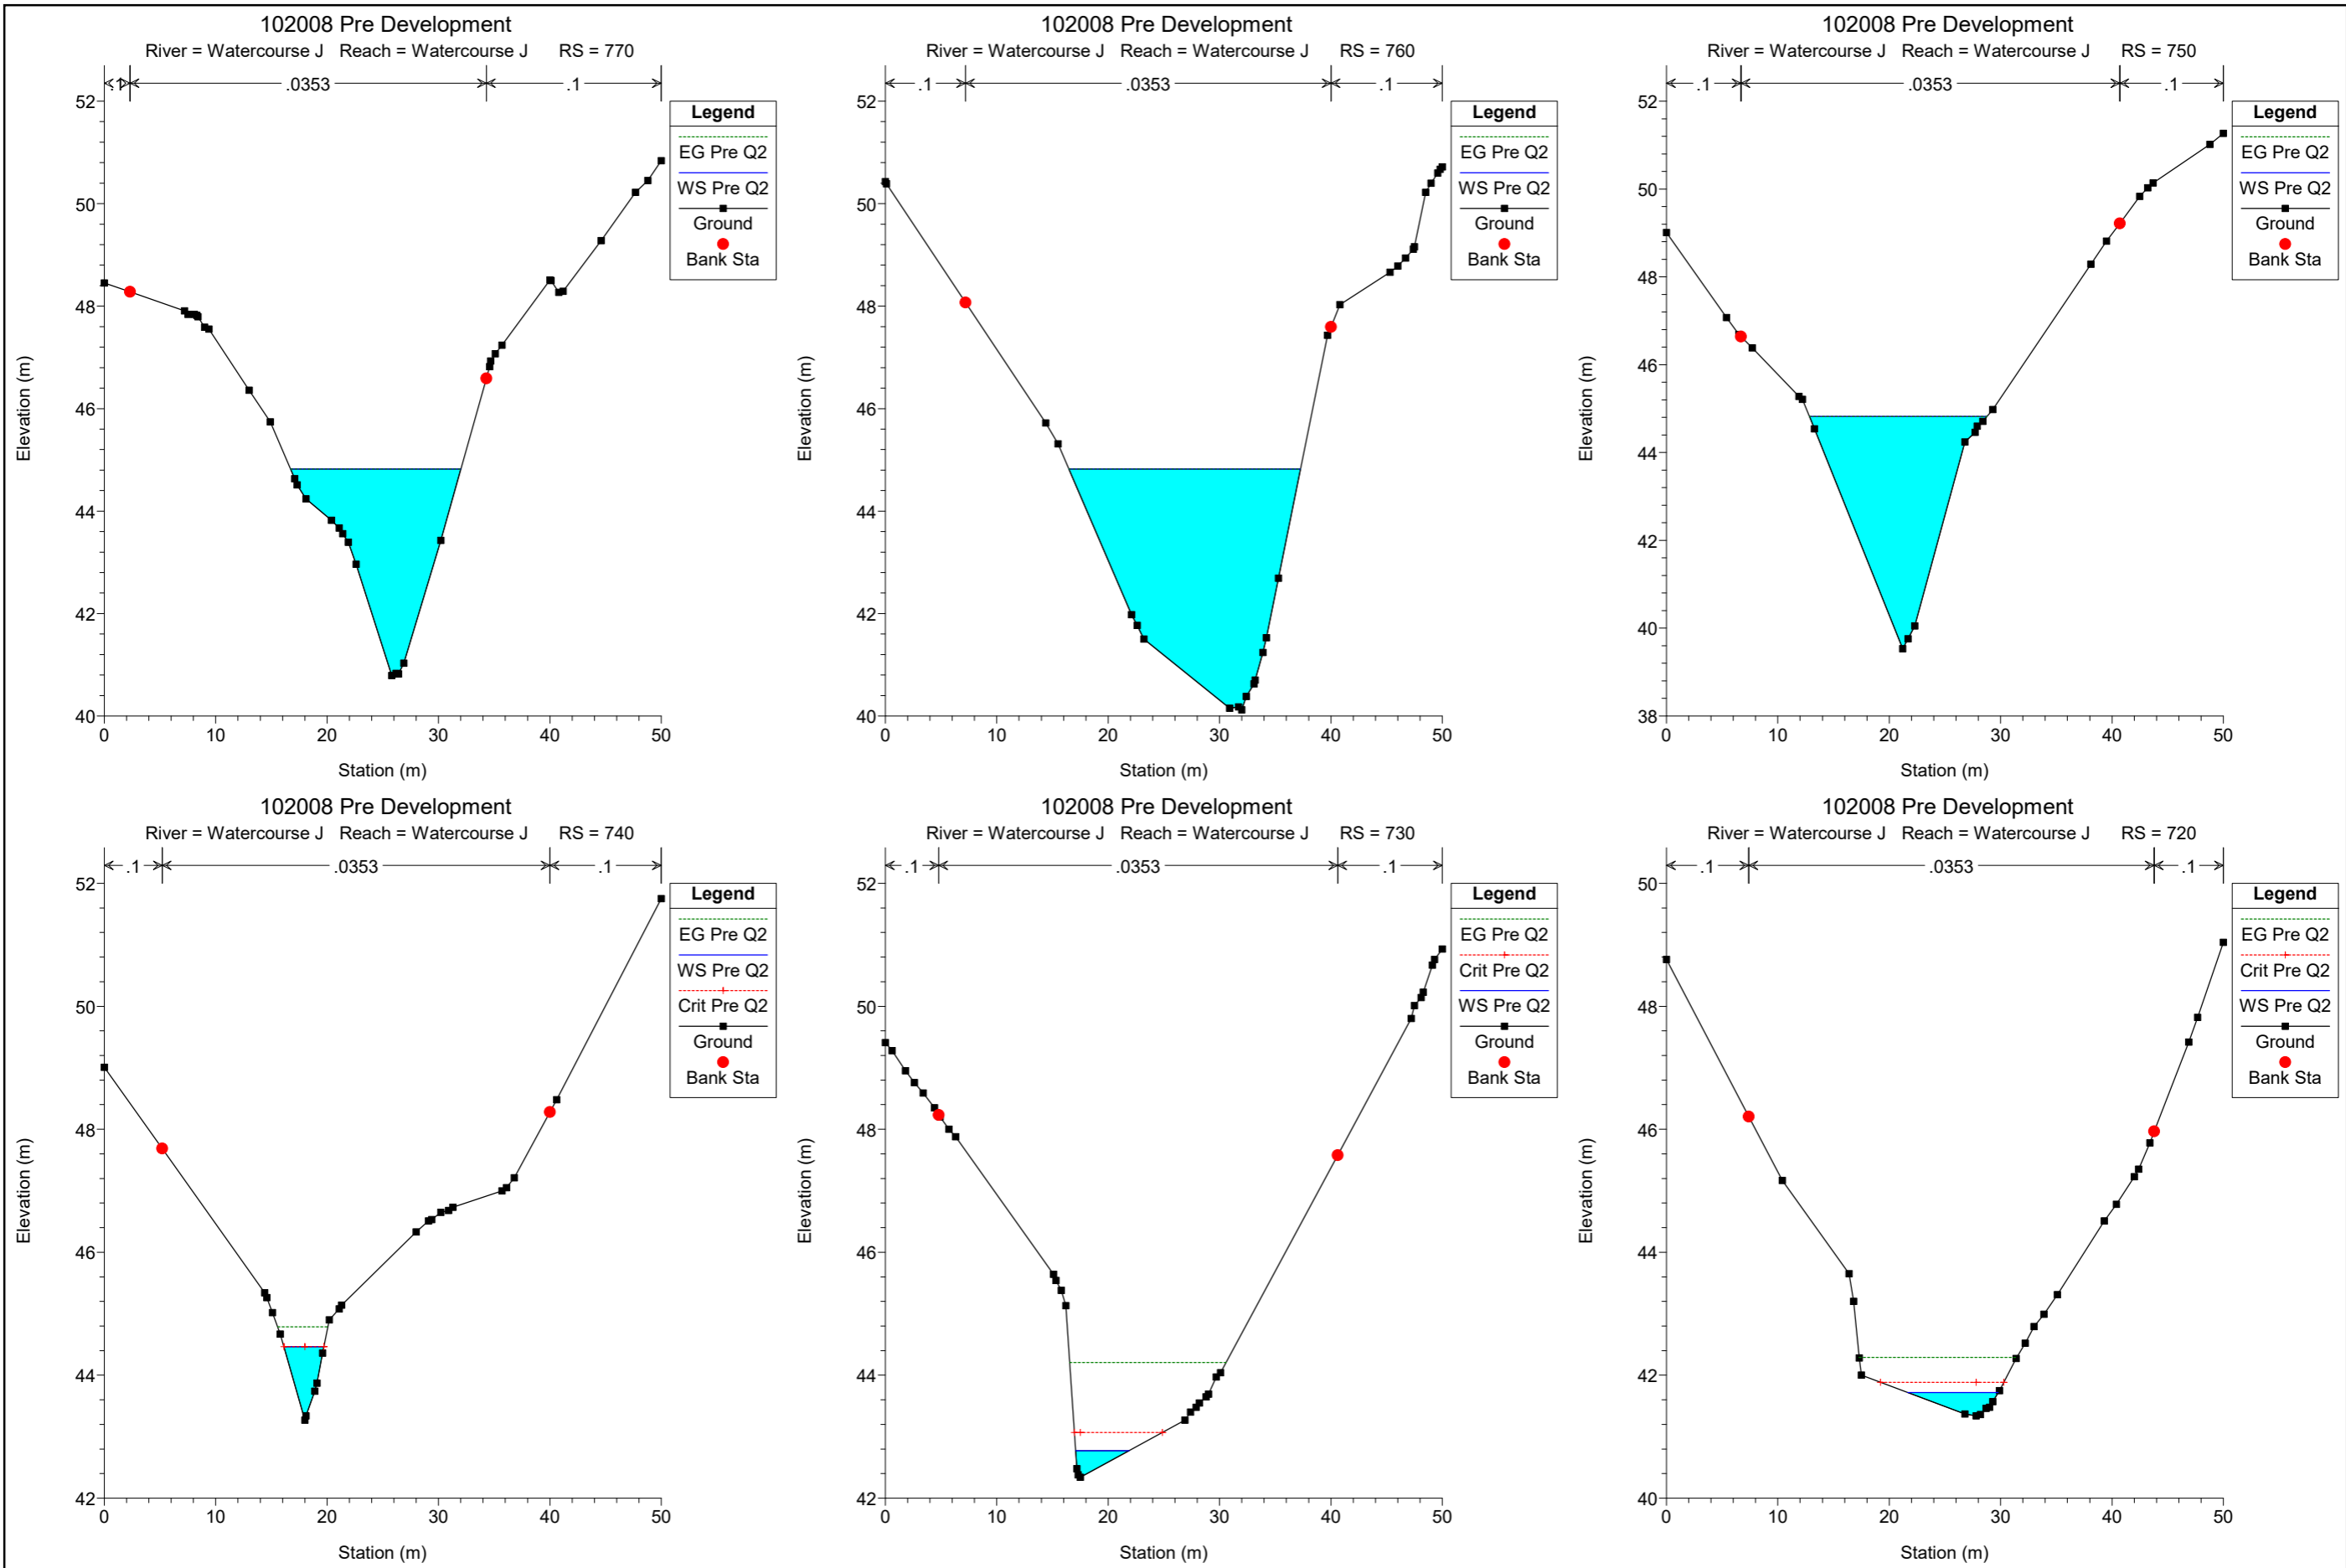 102008 Pre Development
River = Watercourse J Reach = Watercourse J RS = 770
.1 .0353 .1
Legend
EG Pre Q2
WS Pre Q2
Ground
Bank Sta
52
50
48
46
44
42
40
0 10 20 30 40 50
Elevation (m)
Station (m)
102008 Pre Development
River = Watercourse J Reach = Watercourse J RS = 760
.1 .0353 .1
Legend
EG Pre Q2
WS Pre Q2
Ground
Bank Sta
52
50
48
46
44
42
40
0 10 20 30 40 50
Elevation (m)
Station (m)
102008 Pre Development
River = Watercourse J Reach = Watercourse J RS = 750
.1 .0353 .1
Legend
EG Pre Q2
WS Pre Q2
Ground
Bank Sta
52
50
48
46
44
42
40
38
0 10 20 30 40 50
Elevation (m)
Station (m)
102008 Pre Development
River = Watercourse J Reach = Watercourse J RS = 740
.1 .0353 .1
Legend
EG Pre Q2
WS Pre Q2
Crit Pre Q2
Ground
Bank Sta
52
50
48
46
44
42
0 10 20 30 40 50
Elevation (m)
Station (m)
102008 Pre Development
River = Watercourse J Reach = Watercourse J RS = 730
.1 .0353 .1
Legend
EG Pre Q2
Crit Pre Q2
WS Pre Q2
Ground
Bank Sta
52
50
48
46
44
42
0 10 20 30 40 50
Elevation (m)
Station (m)
102008 Pre Development
River = Watercourse J Reach = Watercourse J RS = 720
.1 .0353 .1
Legend
EG Pre Q2
Crit Pre Q2
WS Pre Q2
Ground
Bank Sta
50
48
46
44
42
40
0 10 20 30 40 50
Elevation (m)
Station (m)